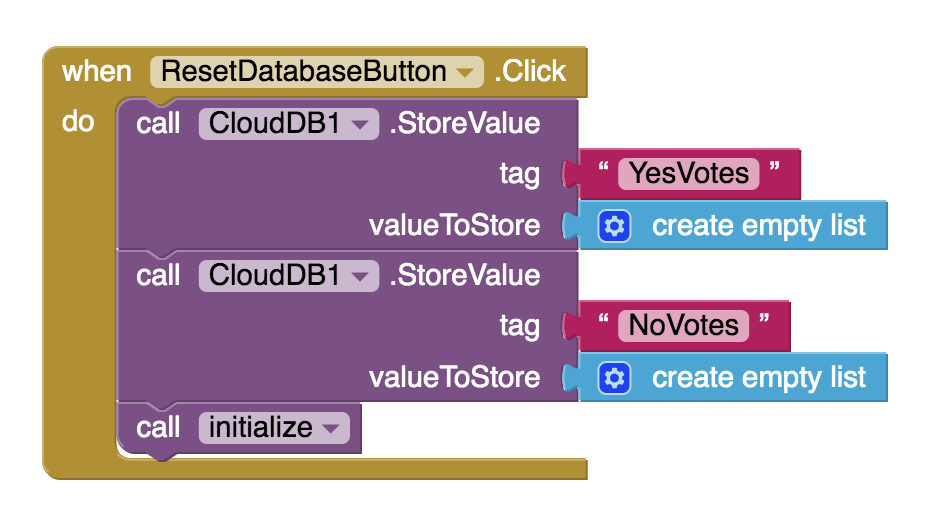 when ResetDatabaseButton .Click
do call CloudDB1 .StoreValue
tag “ YesVotes ”
valueToStore create empty list
call CloudDB1 .StoreValue
tag “ NoVotes ”
valueToStore create empty list
call initialize